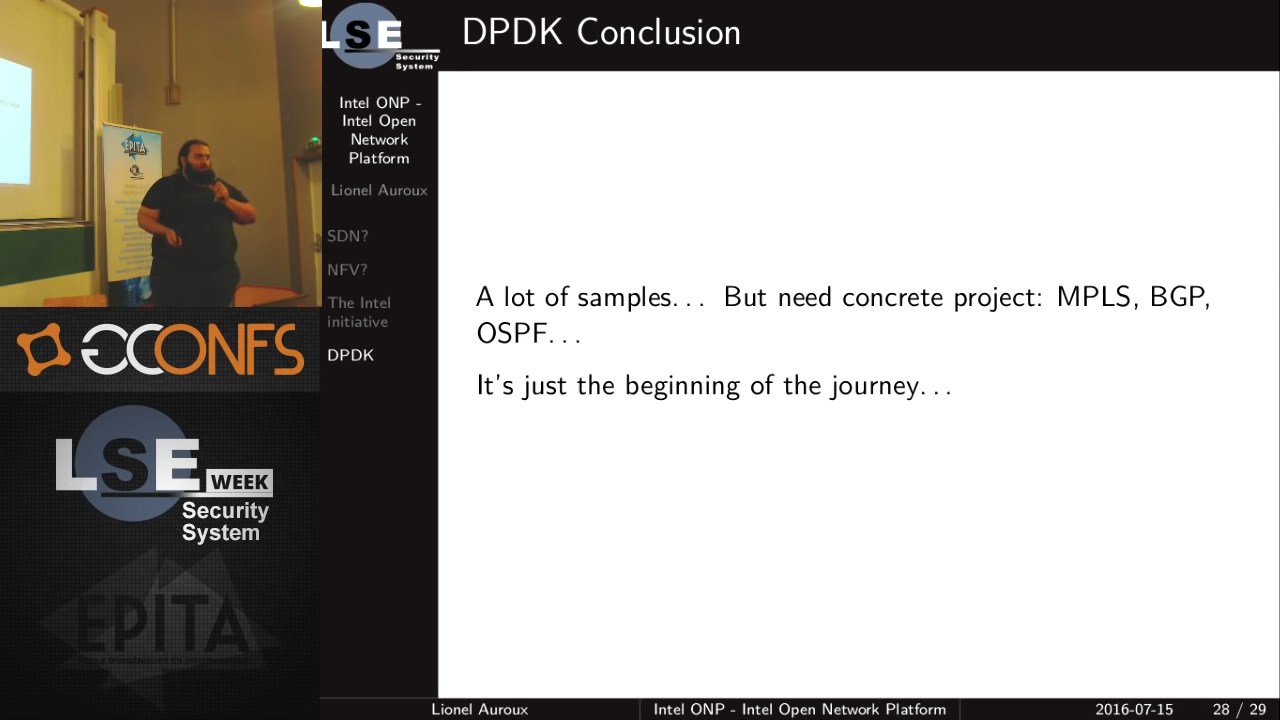 EPITA
LSE
Security
System
DPDK Conclusion
Intel ONP -
Intel Open
Network
Platform
Lionel Auroux
SDN?
NFV?
The Intel
initiative
DPDK
A lot of samples... But need concrete project: MPLS, BGP,
OSPF...
It's just the beginning of the journey...
GCONFS
LSE WEEK
Security
System
EPITA
Lionel Auroux
Intel ONP - Intel Open Network Platform
2016-07-15
28 / 29